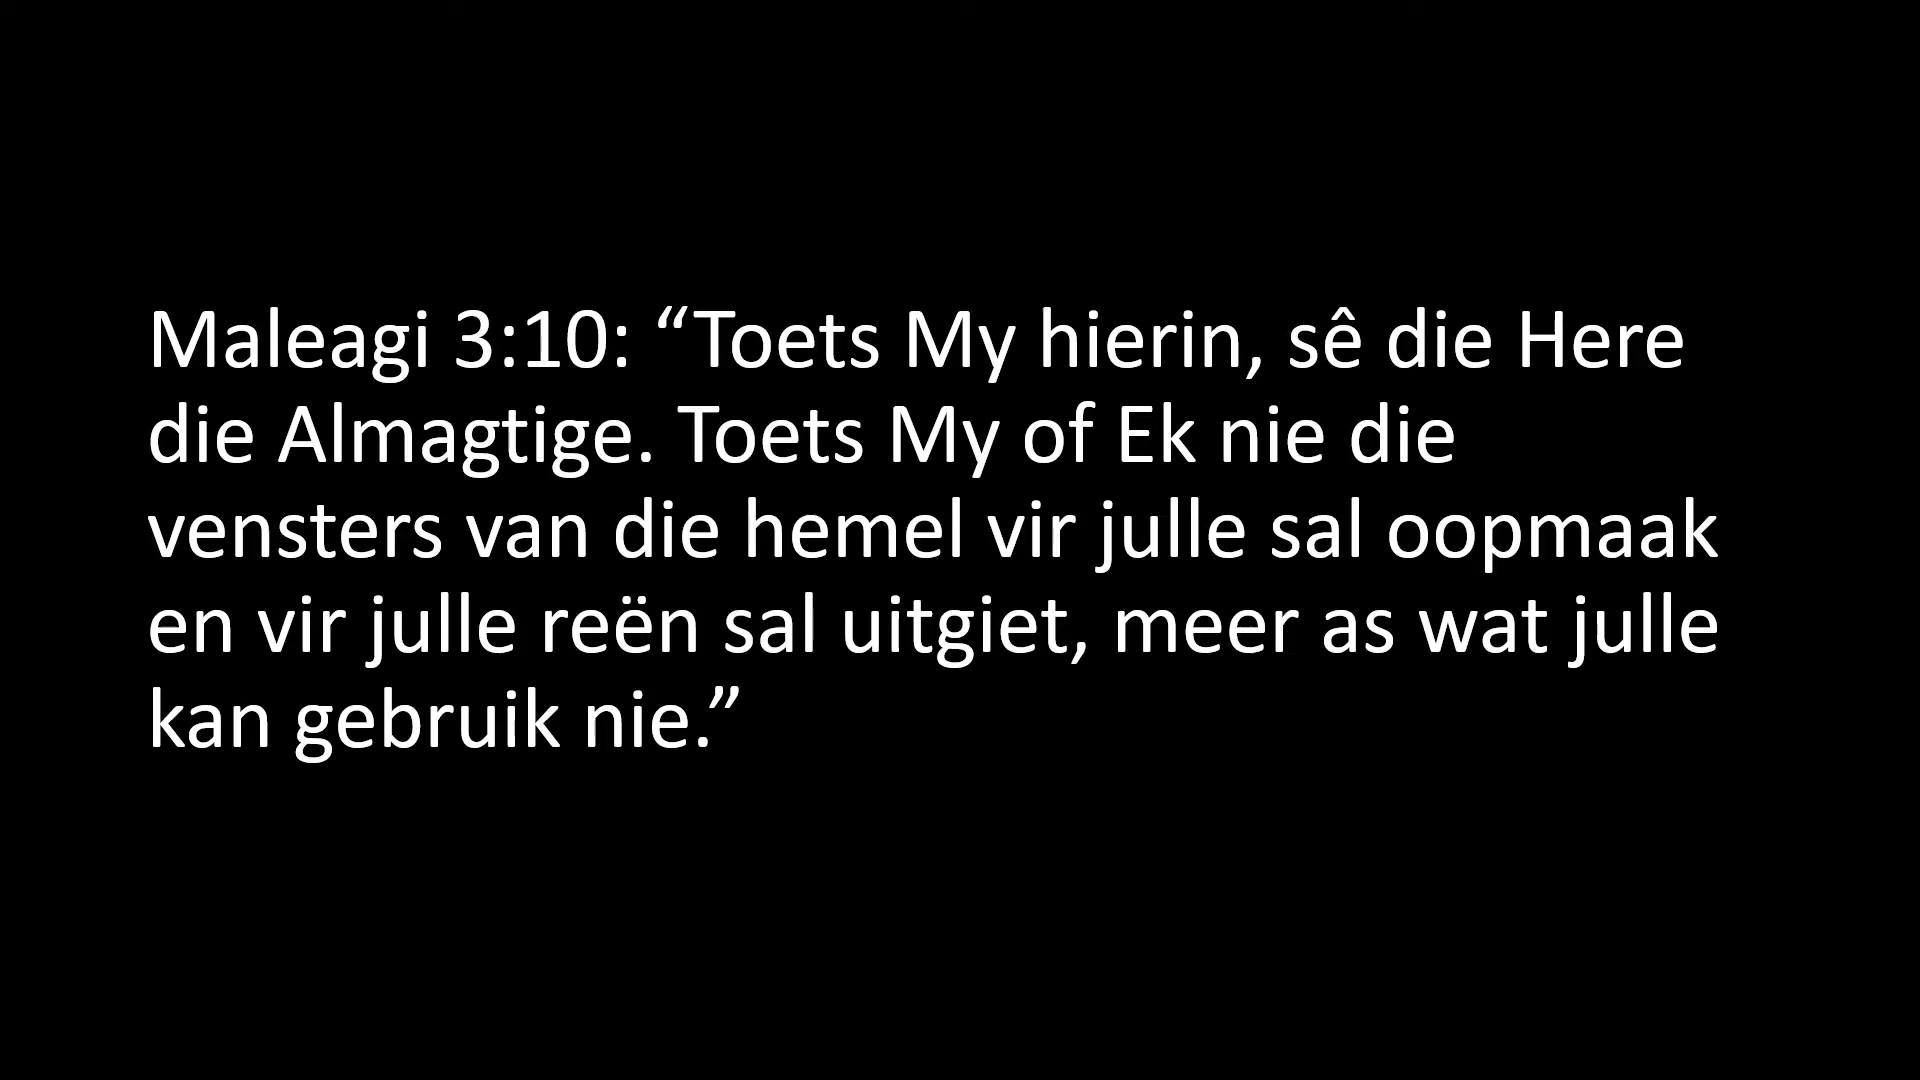 Maleagi 3:10: “Toets My hierin, sê die Here
die Almagtige. Toets My of Ek nie die
vensters van die hemel vir julle sal oopmaak
en vir julle reën sal uitgiet, meer as wat julle
kan gebruik nie.”